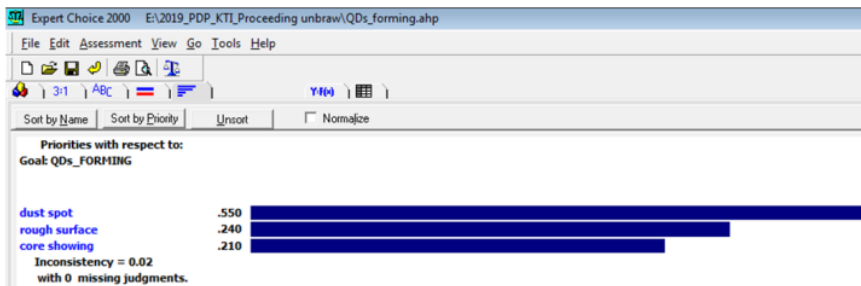 Expert Choice 2000 E:\2019_PDP_KTI_Proceeding unbraw\QDs_forming.ahp
File Edit Assessment View Go Tools Help
3:1 ABC Y-f(x)
Sort by Name Sort by Priority Unsort Normalize
Priorities with respect to:
Goal: QDs_FORMING
dust spot .550
rough surface .240
core showing .210
Inconsistency = 0.02
with 0 missing judgments.